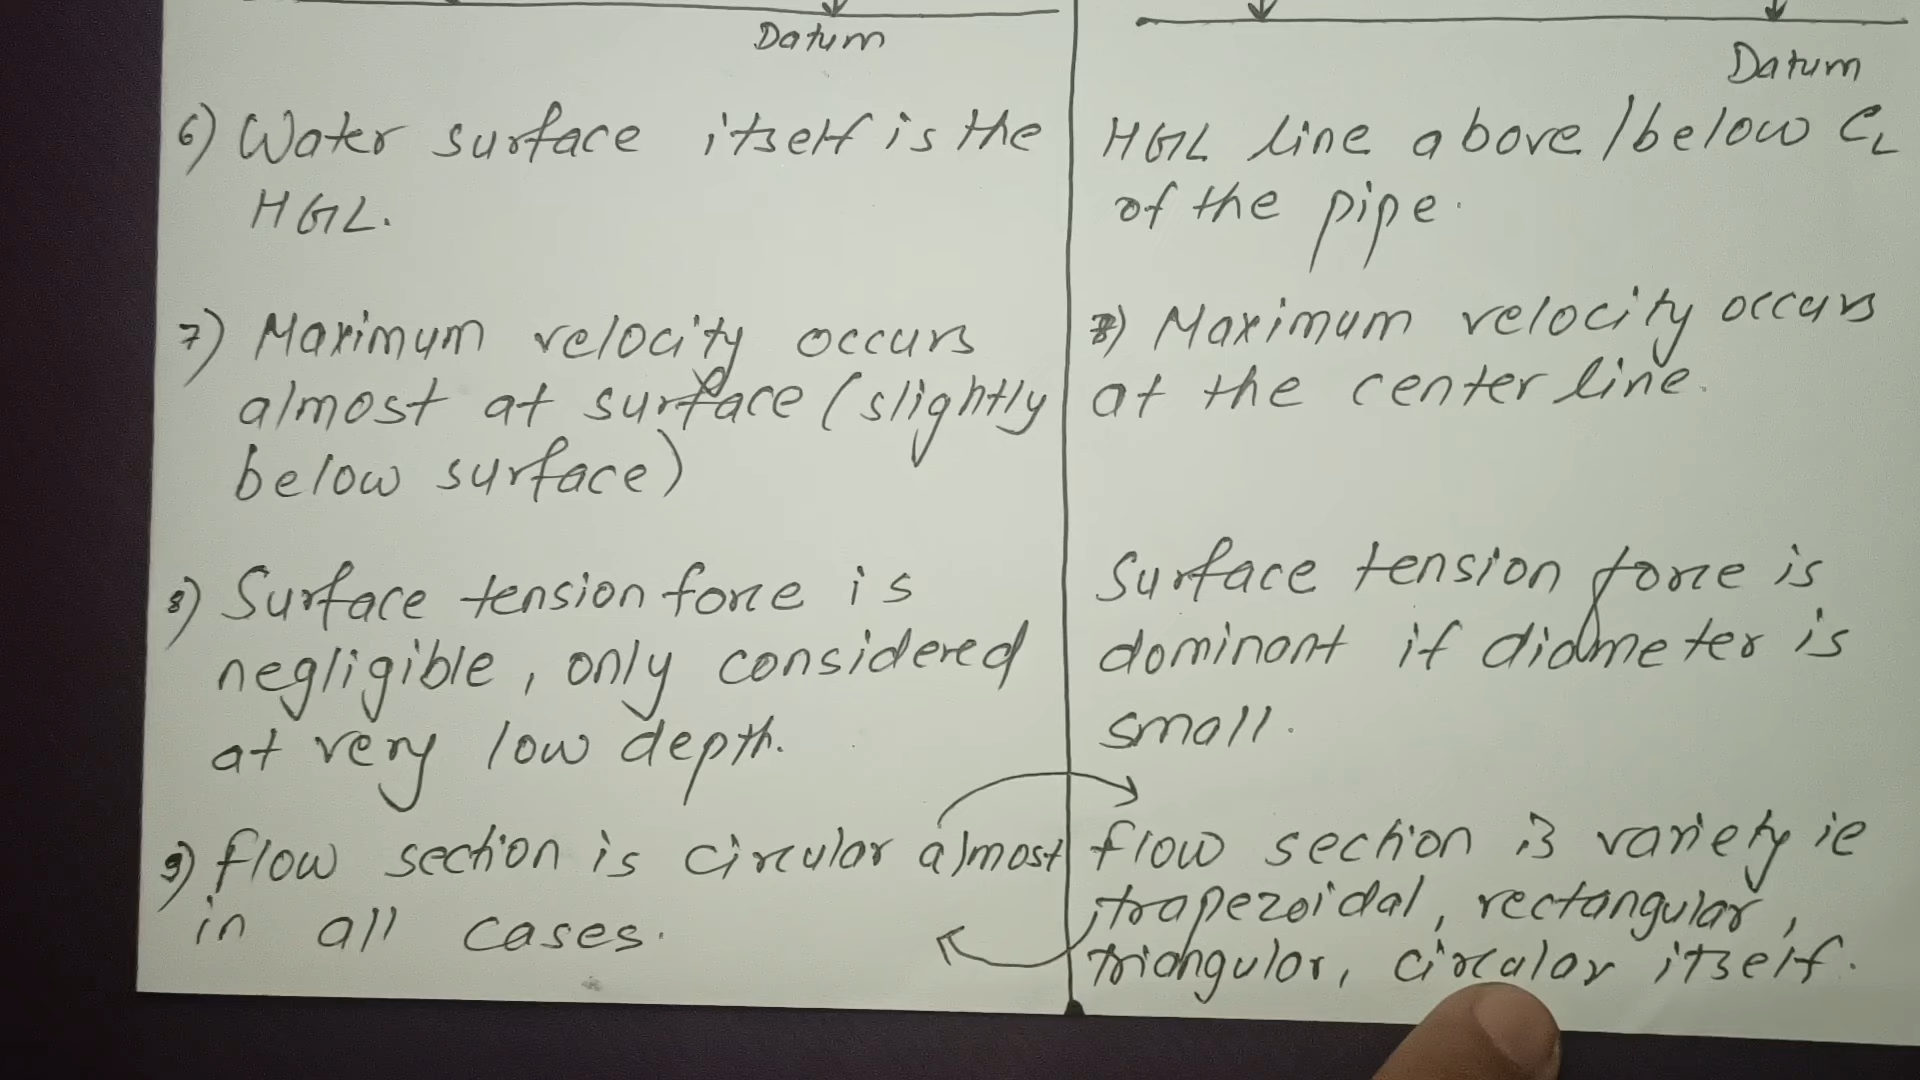 Datum
6) Water surface itself is the
HGL.
7) Maximum velocity occurs
almost at surface (slightly
below surface)
8) Surface tension force is
negligible, only considered
at very low depth.
9) flow section is circular almost
in all cases.
Datum
HGL line above/below CL
of the pipe.
7) Maximum velocity occurs
at the center line.
Surface tension force is
dominant if diameter is
small.
flow section is variety ie
trapezoidal, rectangular,
triangular, circular itself.